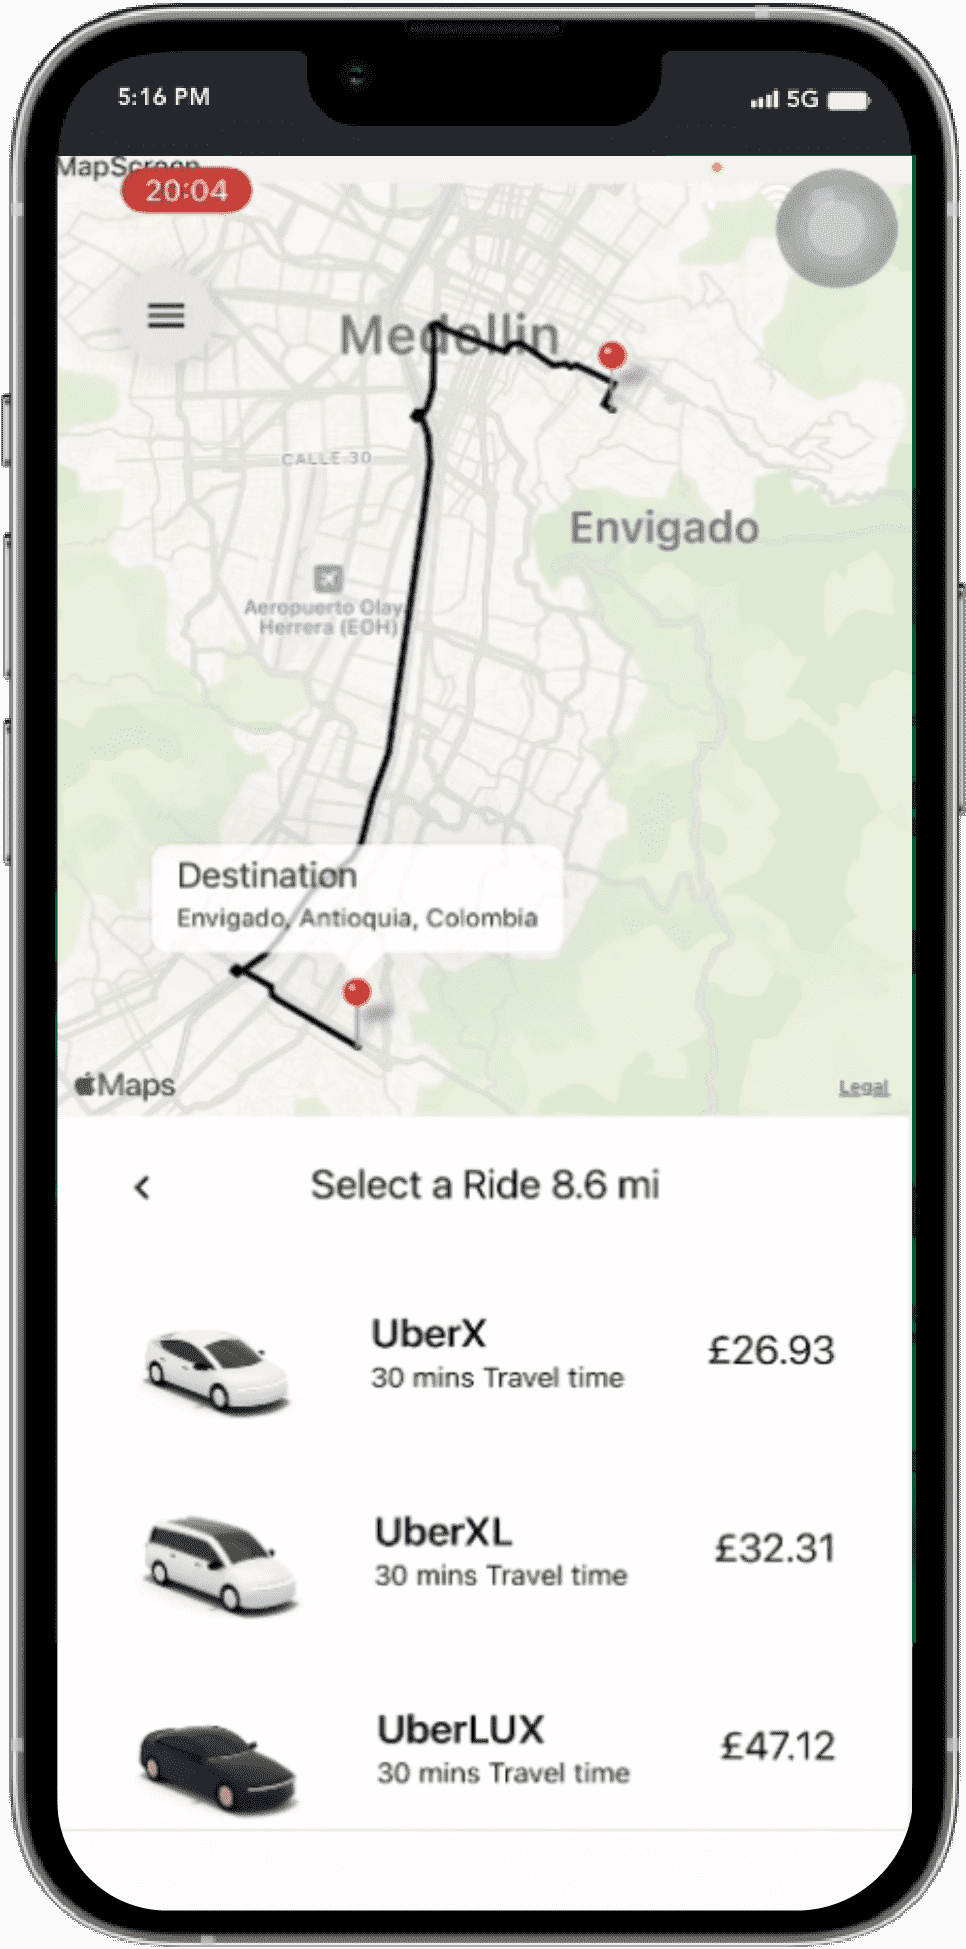 5:16 PM
5G
MapScreen
20:04
Medellin
CALLE 30
Envigado
Aeropuerto Olay
Herrera (EOH)
Destination
Envigado, Antioquia, Colombia
Maps
Legal
Select a Ride 8.6 mi
UberX
£26.93
30 mins Travel time
UberXL
£32.31
30 mins Travel time
UberLUX
£47.12
30 mins Travel time